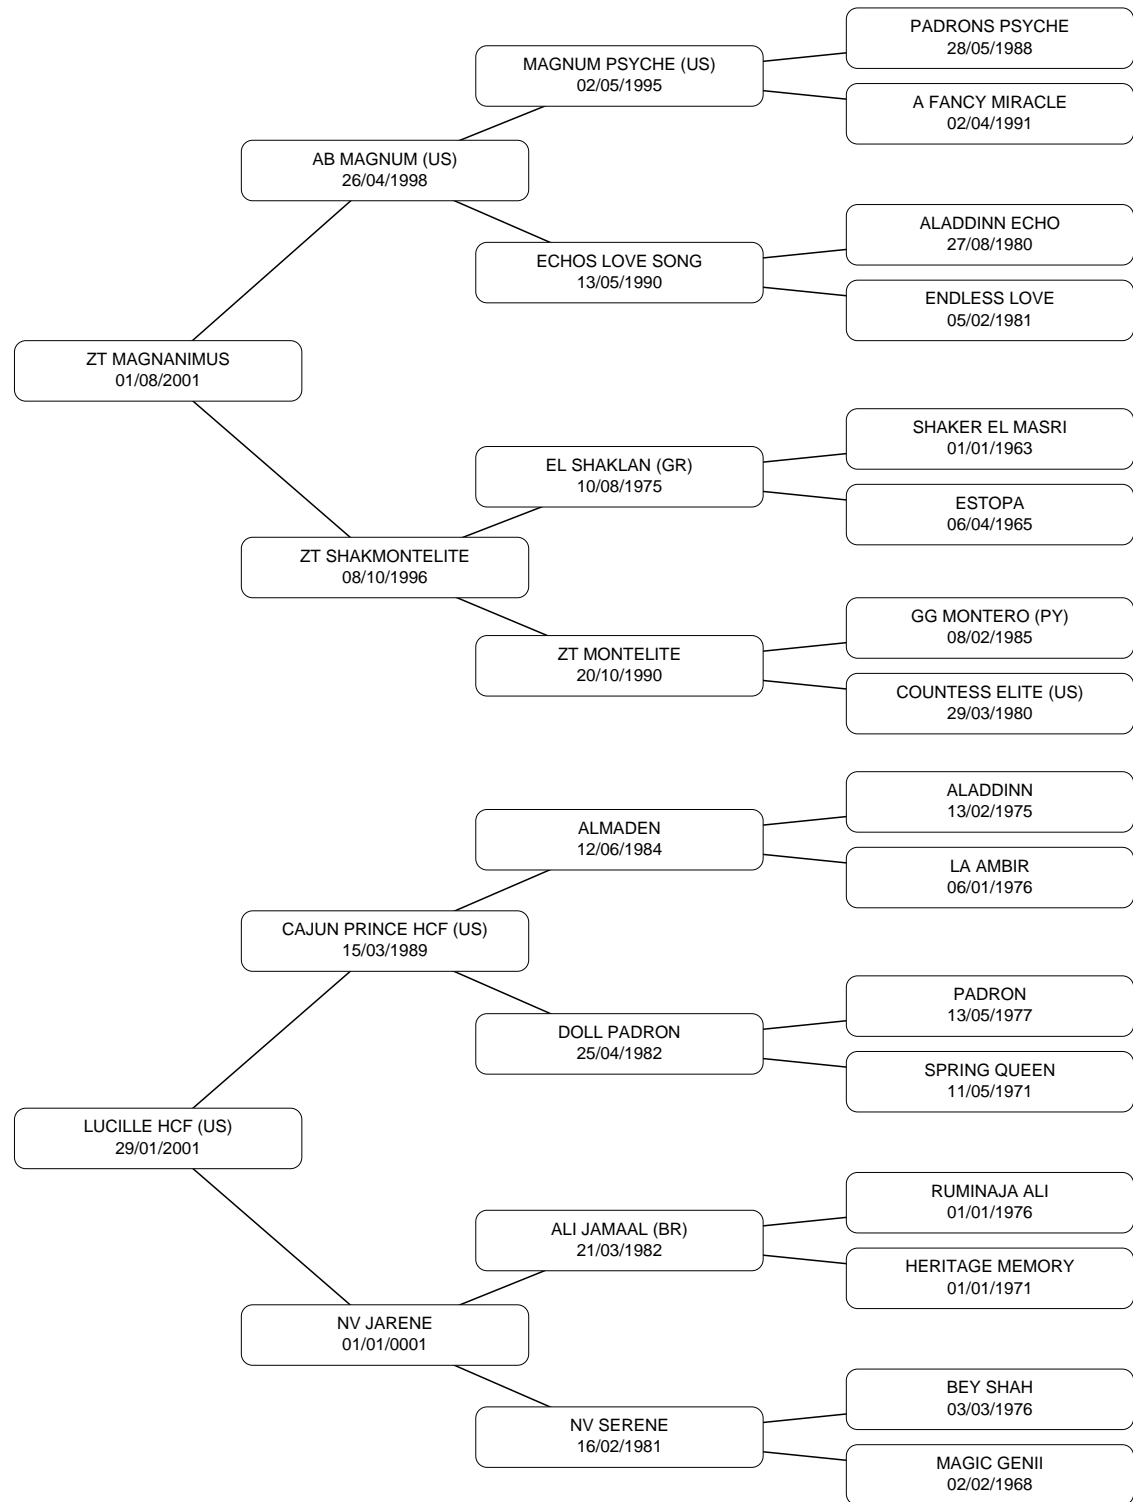 PADRONS PSYCHE
28/05/1988
MAGNUM PSYCHE (US)
02/05/1995
A FANCY MIRACLE
02/04/1991
AB MAGNUM (US)
26/04/1998
ALADDINN ECHO
27/08/1980
ECHOS LOVE SONG
13/05/1990
ENDLESS LOVE
05/02/1981
ZT MAGNANIMUS
01/08/2001
SHAKER EL MASRI
01/01/1963
EL SHAKLAN (GR)
10/08/1975
ESTOPA
06/04/1965
ZT SHAKMONTELITE
08/10/1996
GG MONTERO (PY)
08/02/1985
ZT MONTELITE
20/10/1990
COUNTESS ELITE (US)
29/03/1980
ALADDINN
13/02/1975
ALMADEN
12/06/1984
LA AMBIR
06/01/1976
CAJUN PRINCE HCF (US)
15/03/1989
PADRON
13/05/1977
DOLL PADRON
25/04/1982
SPRING QUEEN
11/05/1971
LUCILLE HCF (US)
29/01/2001
RUMINAJA ALI
01/01/1976
ALI JAMAAL (BR)
21/03/1982
HERITAGE MEMORY
01/01/1971
NV JARENE
01/01/0001
BEY SHAH
03/03/1976
NV SERENE
16/02/1981
MAGIC GENII
02/02/1968